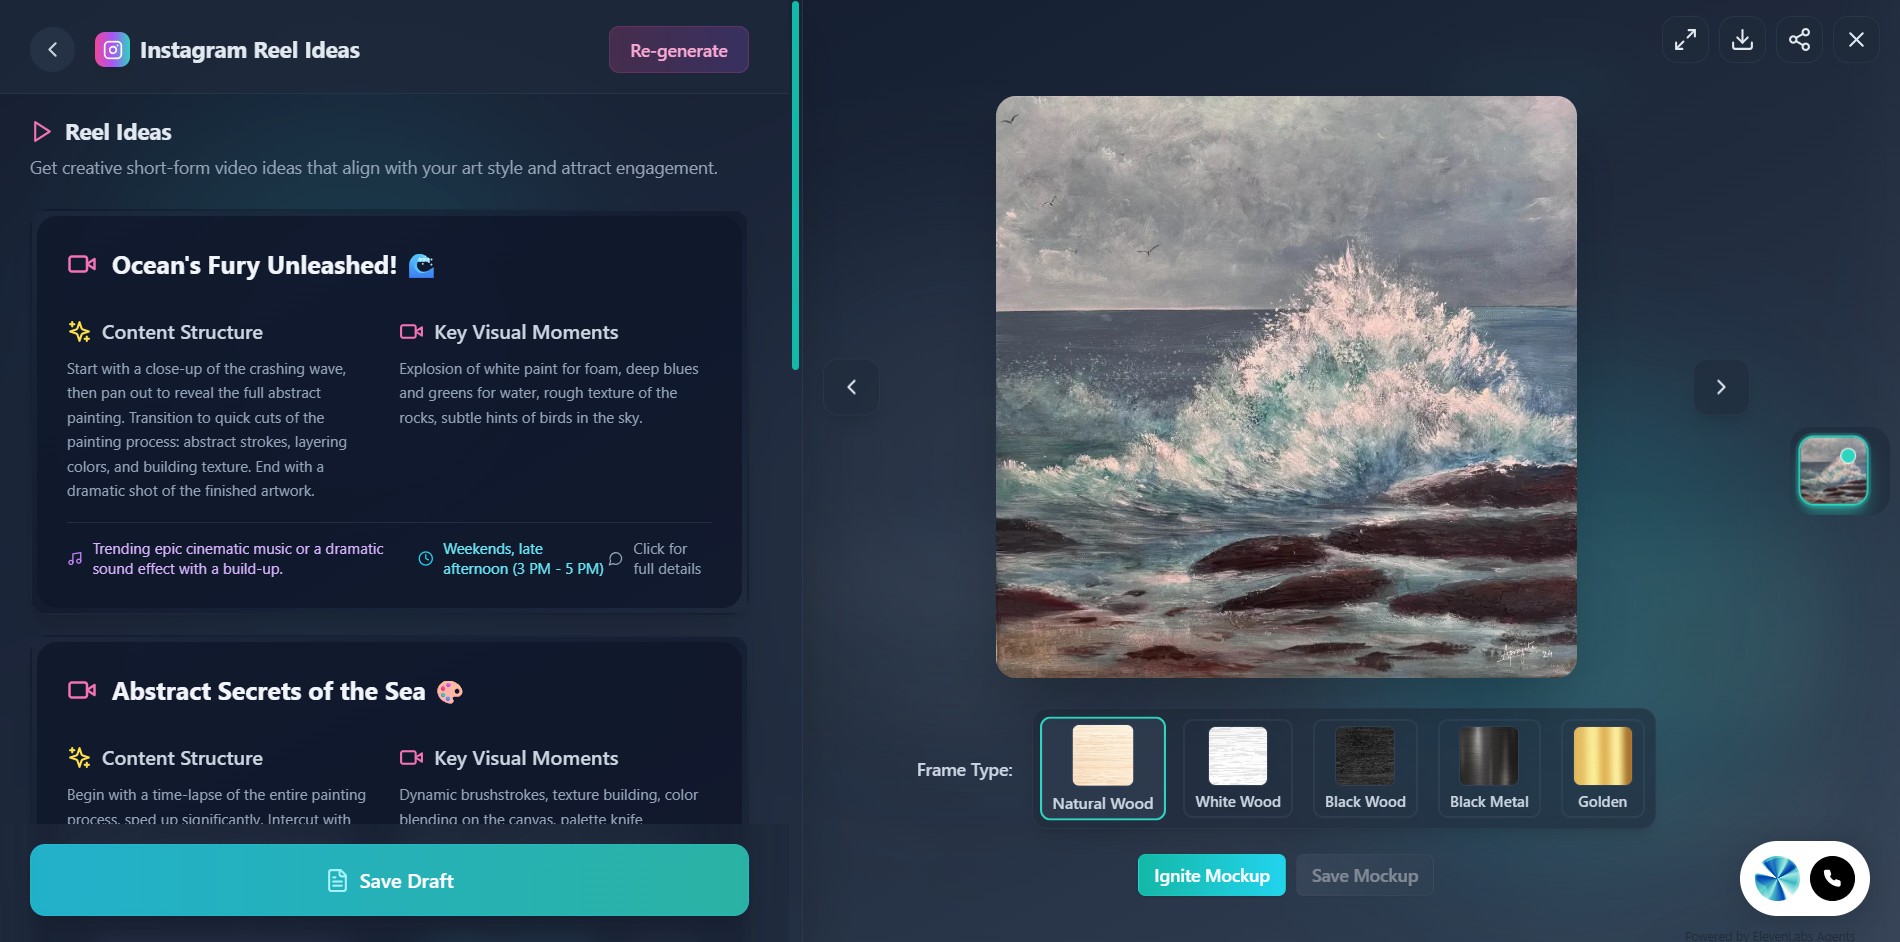 Instagram Reel Ideas
Re-generate
Reel Ideas
Get creative short-form video ideas that align with your art style and attract engagement.
Ocean's Fury Unleashed! 🌊
Content Structure
Start with a close-up of the crashing wave,
then pan out to reveal the full abstract
painting. Transition to quick cuts of the
painting process: abstract strokes, layering
colors, and building texture. End with a
dramatic shot of the finished artwork.
Key Visual Moments
Explosion of white paint for foam, deep blues
and greens for water, rough texture of the
rocks, subtle hints of birds in the sky.
Trending epic cinematic music or a dramatic
sound effect with a build-up.
Weekends, late
afternoon (3 PM - 5 PM)
Click for
full details
Abstract Secrets of the Sea 🎨
Content Structure
Begin with a time-lapse of the entire painting
process, sped up significantly. Intercut with
Key Visual Moments
Dynamic brushstrokes, texture building, color
blending on the canvas, palette knife
Save Draft
24
Frame Type:
Natural Wood
White Wood
Black Wood
Black Metal
Golden
Ignite Mockup
Save Mockup
Powered by ElevenLabs Agents